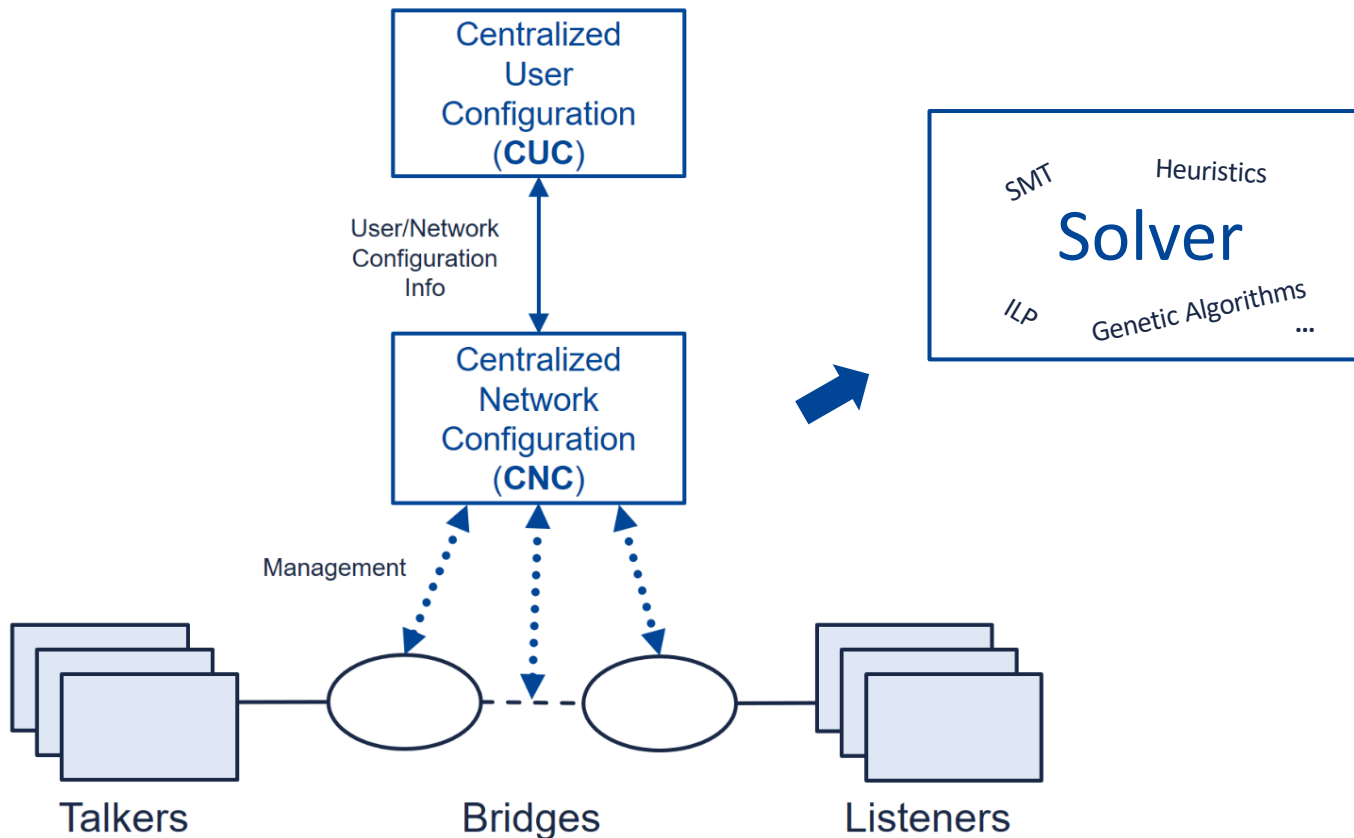 Centralized
User
Configuration
(CUC)
User/Network
Configuration
Info
Centralized
Network
Configuration
(CNC)
Management
Talkers
Bridges
Listeners
SMT
Heuristics
Solver
ILP
Genetic Algorithms
...